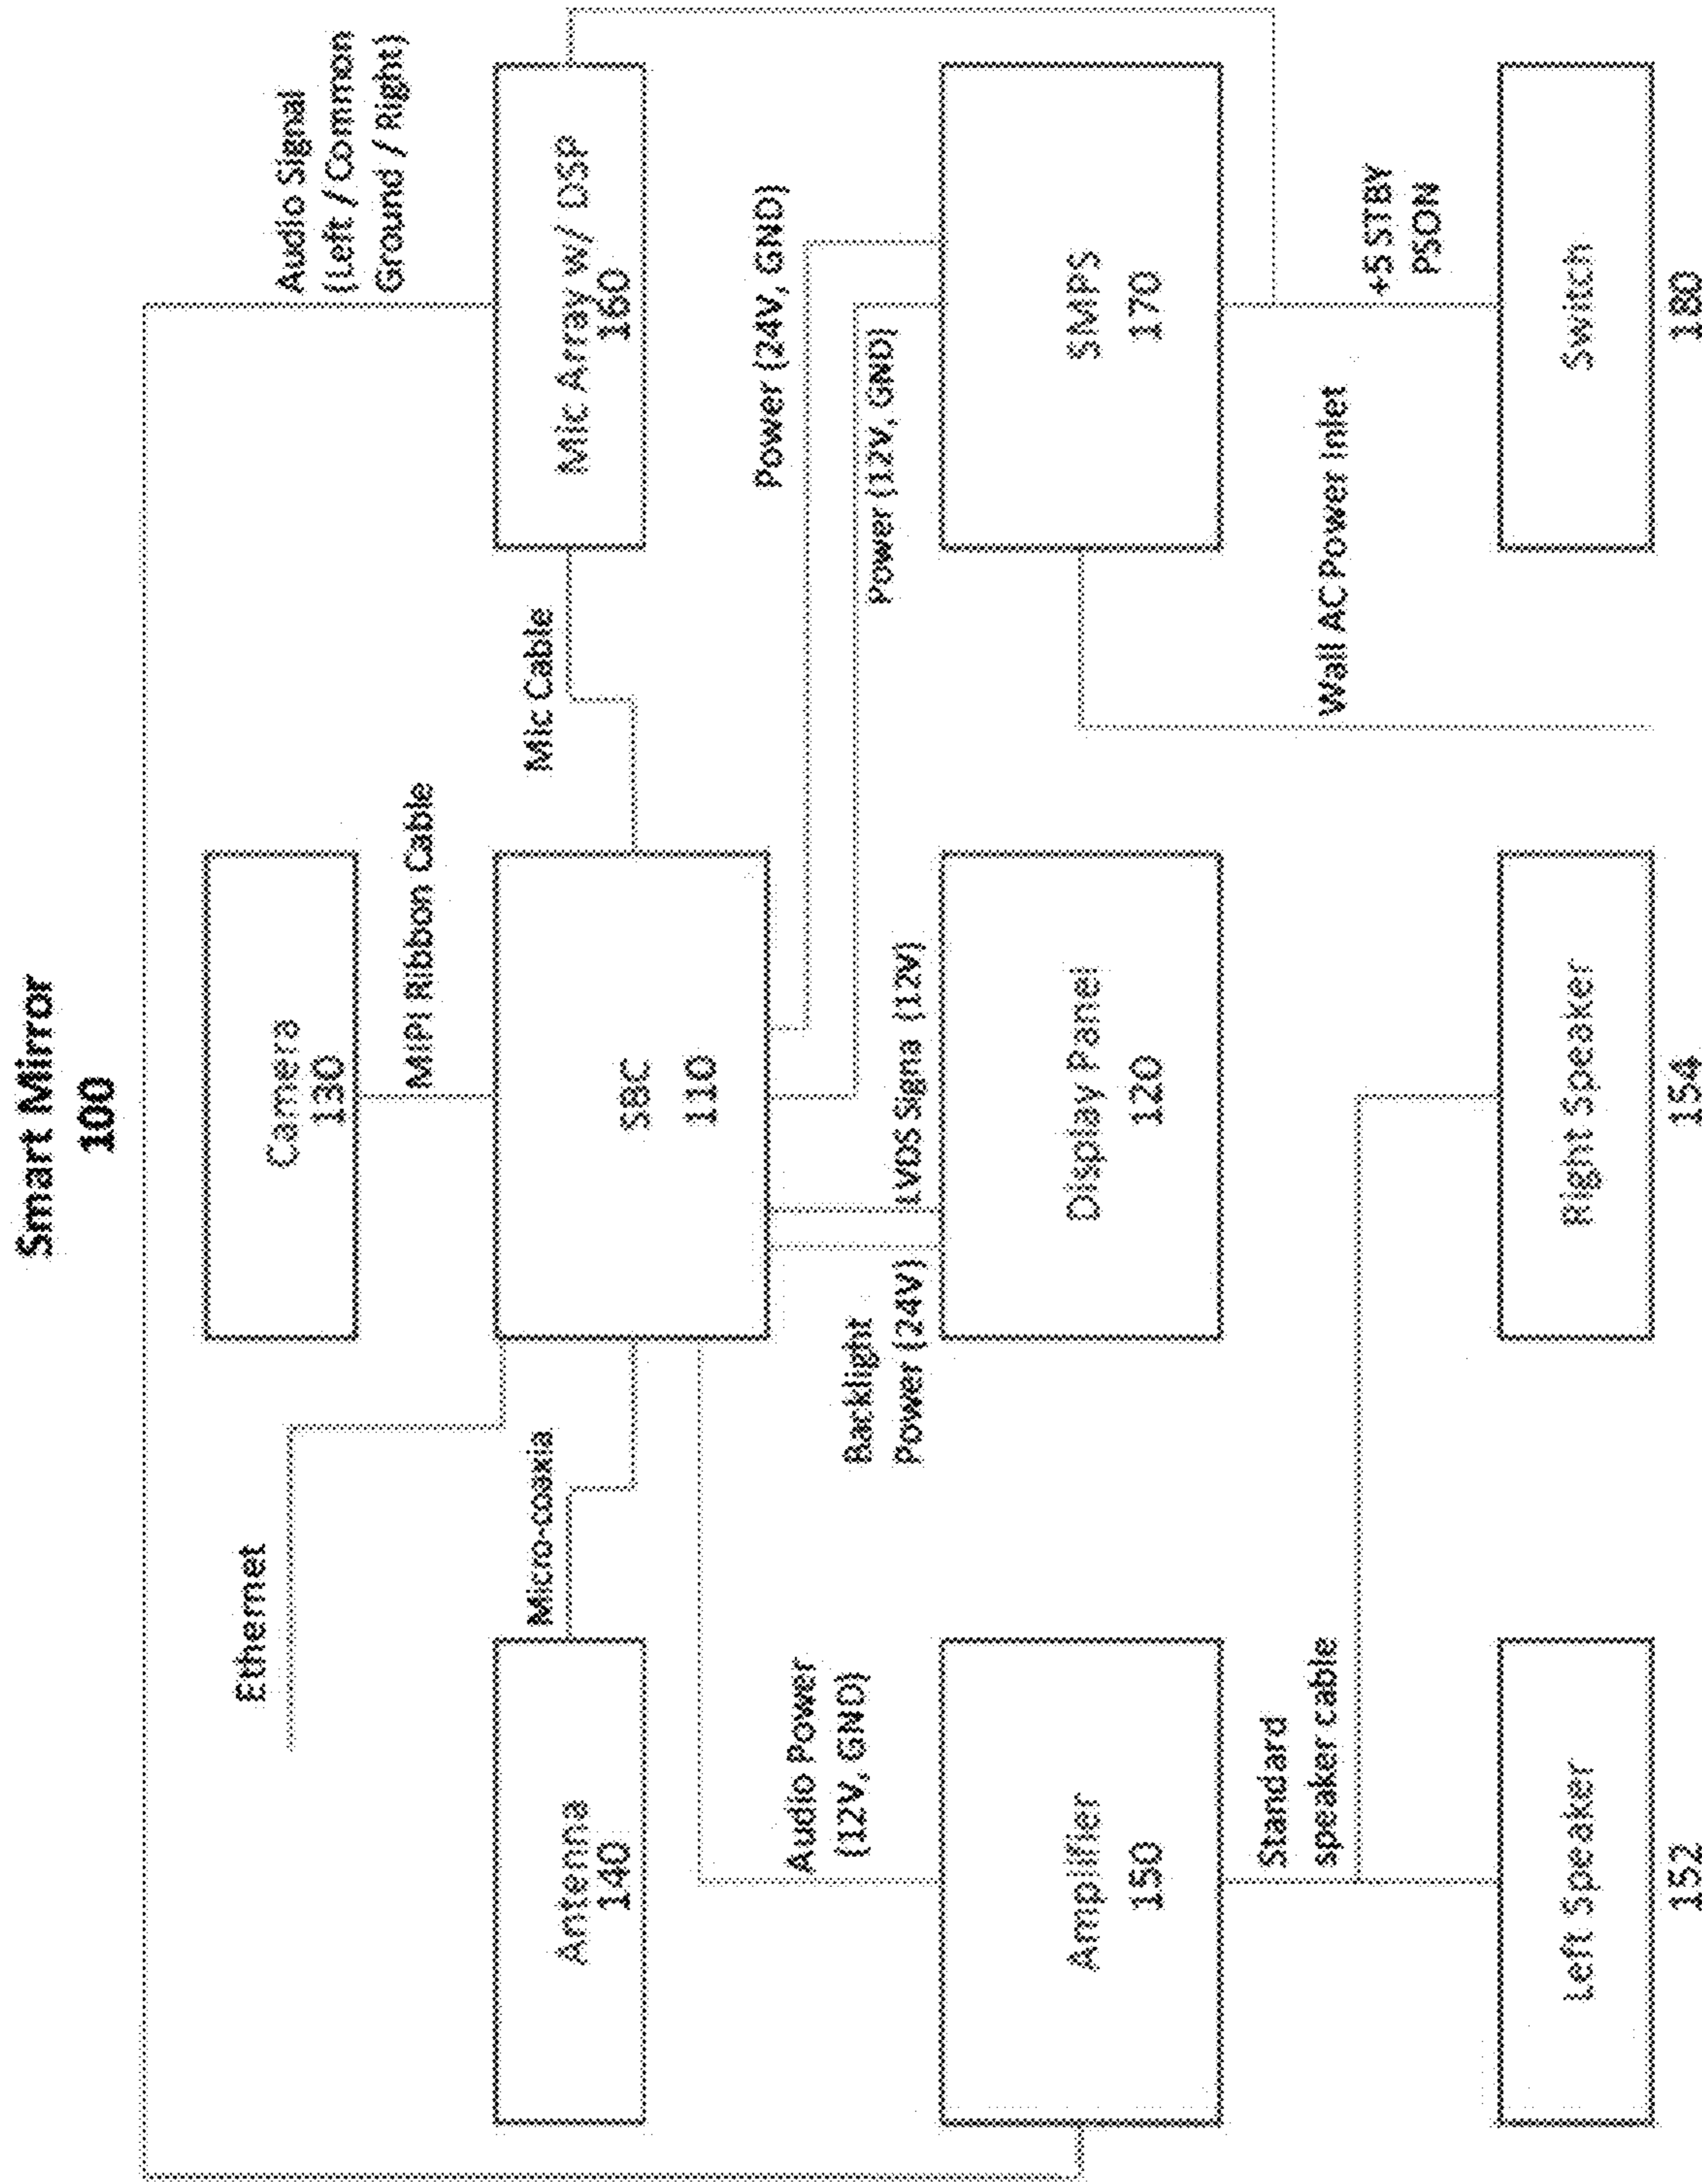 Smart Mirror
100
Audio Signal
(Left / Common
Ground / Right)
Camera
130
Ethernet
MIPI Ribbon Cable
Micro-coaxia
Mic Cable
Antenna
140
SBC
110
Mic Array w/ DSP
160
Audio Power
(12V, GND)
Backlight
Power (24V)
LVDS Signa (12V)
Power (24V, GND)
Power (12V, GND)
Amplifier
150
Display Panel
120
SMPS
170
Standard
speaker cable
Wall AC Power Inlet
+5 STBY
PSON
Left Speaker
152
Right Speaker
154
Switch
180